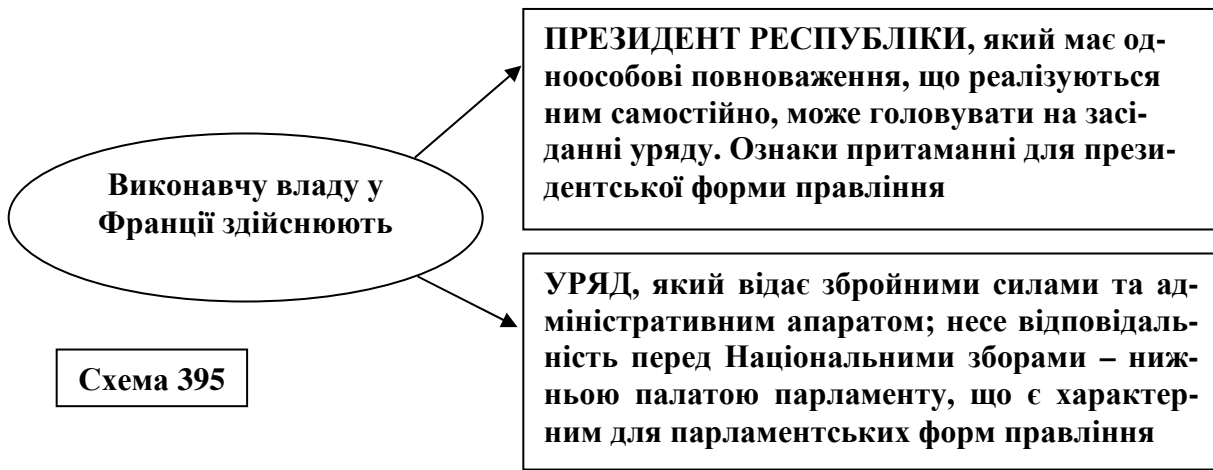 ПРЕЗИДЕНТ РЕСПУБЛІКИ, який має од-
ноособові повноваження, що реалізуються
ним самостійно, може головувати на засі-
данні уряду. Ознаки притаманні для прези-
дентської форми правління
Виконавчу владу у
Франції здійснюють
УРЯД, який відає збройними силами та ад-
міністративним апаратом; несе відповідаль-
ність перед Національними зборами – ниж-
ньою палатою парламенту, що є характер-
ним для парламентських форм правління
Схема 395